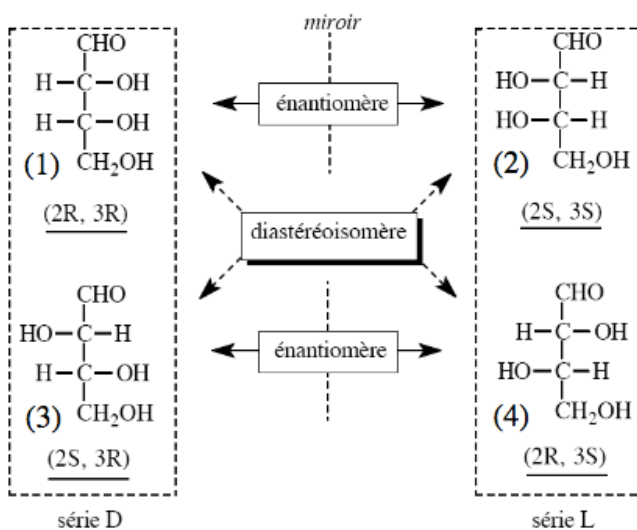 miroir
CHO
H—C—OH
H—C—OH
CH₂OH
(1)
(2R, 3R)
énantiomère
CHO
HO—C—H
HO—C—H
CH₂OH
(2)
(2S, 3S)
diastéréoisomère
CHO
HO—C—H
H—C—OH
CH₂OH
(3)
(2S, 3R)
énantiomère
CHO
H—C—OH
HO—C—H
CH₂OH
(4)
(2R, 3S)
série D
série L